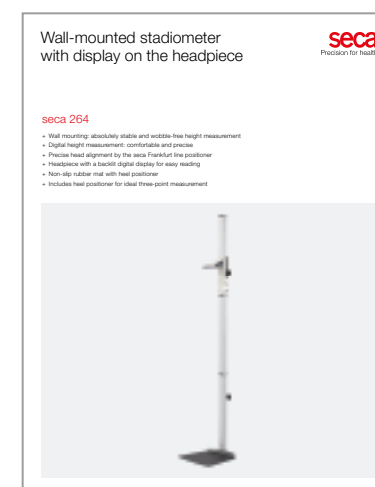 Wall-mounted stadiometer
with display on the headpiece
seca
Precision for health
seca 264
+ Wall mounting: absolutely stable and wobble-free height measurement
+ Digital height measurement: comfortable and precise
+ Precise head alignment by the seca Frankfurt line positioner
+ Headpiece with a backlit digital display for easy reading
+ Non-slip rubber mat with heel positioner
+ Includes heel positioner for ideal three-point measurement